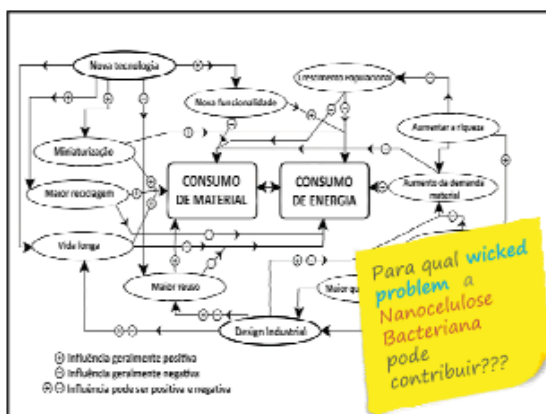 Nova tecnologia
Nova funcionalidade
Crescimento populacional
Aumentar a riqueza
Miniaturização
CONSUMO
DE MATERIAL
CONSUMO
DE ENERGIA
Aumento da demanda
material
Maior reciclagem
Vida longa
Maior reuso
Maior
Design Industrial
Para qual wicked
problem a
Nanocelulose
Bacteriana
pode
contribuir???
+ Influência geralmente positiva
- Influência geralmente negativa
+ - Influência pode ser positiva e negativa